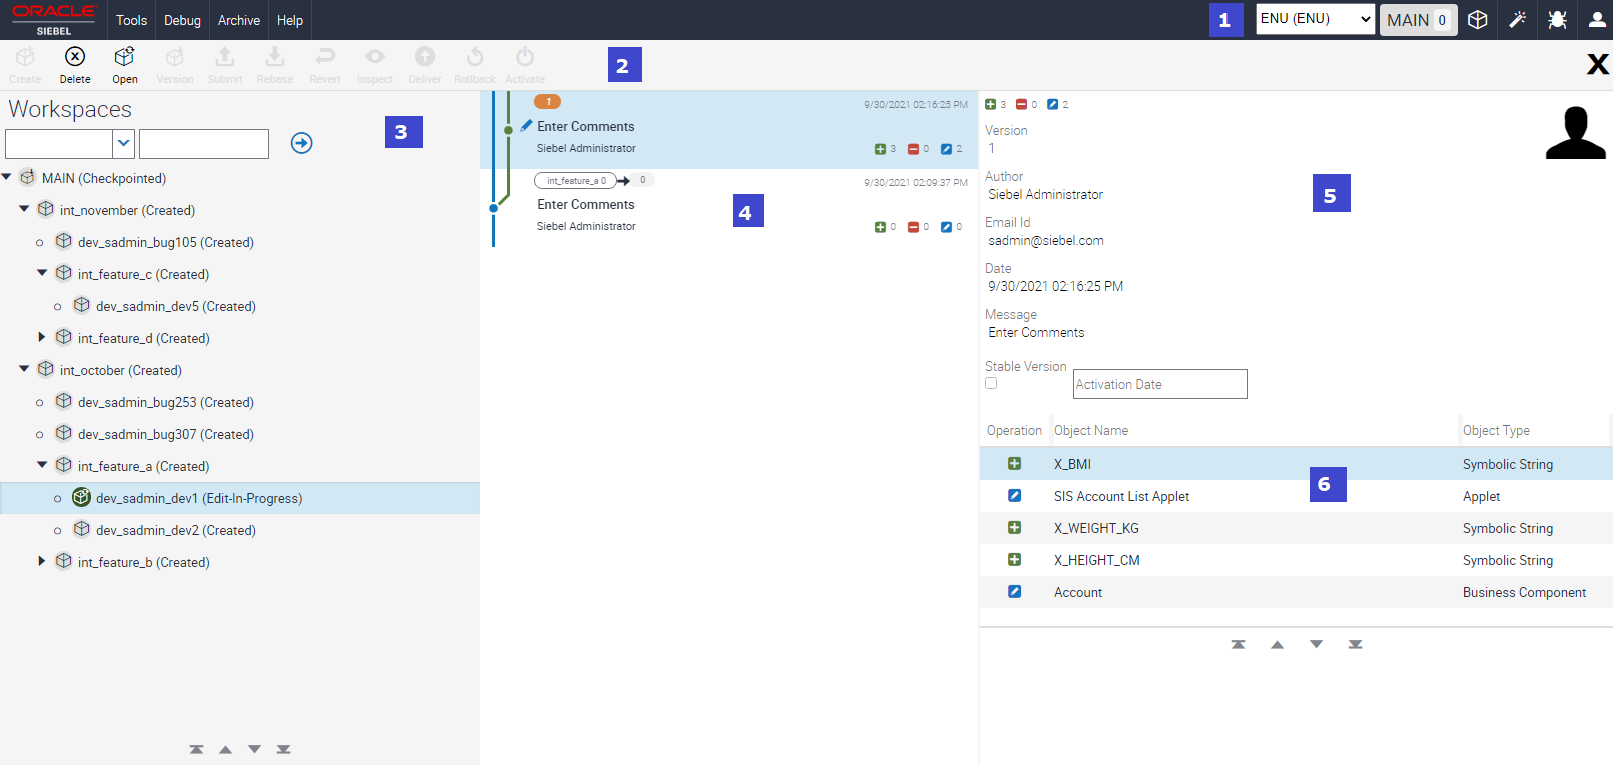 ORACLE
SIEBEL
Tools Debug Archive Help
1
ENU (ENU)
MAIN 0
Create Delete Open Version Submit Rebase Revert Inspect Deliver Rollback Activate
2
X
Workspaces
3
MAIN (Checkpointed)
int_november (Created)
dev_sadmin_bug105 (Created)
int_feature_c (Created)
dev_sadmin_dev5 (Created)
int_feature_d (Created)
int_october (Created)
dev_sadmin_bug253 (Created)
dev_sadmin_bug307 (Created)
int_feature_a (Created)
dev_sadmin_dev1 (Edit-In-Progress)
dev_sadmin_dev2 (Created)
int_feature_b (Created)
1 9/30/2021 02:16:25 PM
Enter Comments
Siebel Administrator 3 0 2
int_feature_a 0 0 9/30/2021 02:09:37 PM
Enter Comments
4
Siebel Administrator 0 0 0
3 0 2
Version
1
Author
Siebel Administrator
5
Email Id
sadmin@siebel.com
Date
9/30/2021 02:16:25 PM
Message
Enter Comments
Stable Version
Activation Date
Operation Object Name Object Type
X_BMI Symbolic String
6
SIS Account List Applet Applet
X_WEIGHT_KG Symbolic String
X_HEIGHT_CM Symbolic String
Account Business Component